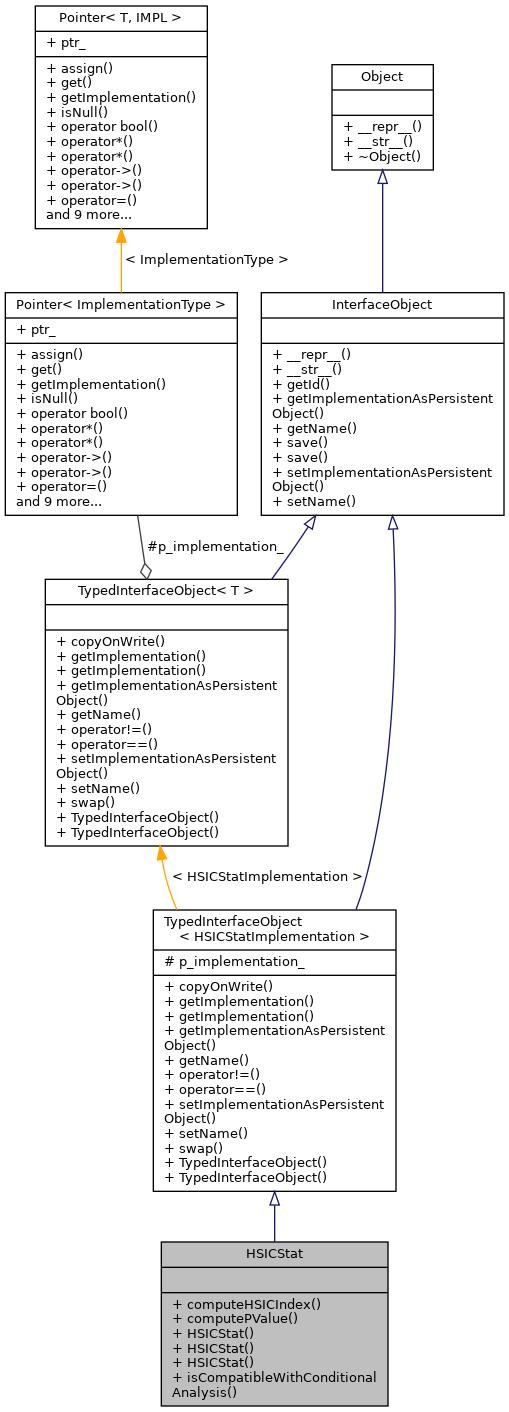 Pointer< T, IMPL >
+ ptr_
+ assign()
+ get()
+ getImplementation()
+ isNull()
+ operator bool()
+ operator*()
+ operator*()
+ operator->()
+ operator->()
+ operator=()
and 9 more...
Object
+ __repr__()
+ __str__()
+ ~Object()
< ImplementationType >
Pointer< ImplementationType >
+ ptr_
+ assign()
+ get()
+ getImplementation()
+ isNull()
+ operator bool()
+ operator*()
+ operator*()
+ operator->()
+ operator->()
+ operator=()
and 9 more...
InterfaceObject
+ __repr__()
+ __str__()
+ getId()
+ getImplementationAsPersistent
Object()
+ getName()
+ save()
+ save()
+ setImplementationAsPersistent
Object()
+ setName()
#p_implementation_
TypedInterfaceObject< T >
+ copyOnWrite()
+ getImplementation()
+ getImplementation()
+ getImplementationAsPersistent
Object()
+ getName()
+ operator!=()
+ operator==()
+ setImplementationAsPersistent
Object()
+ setName()
+ swap()
+ TypedInterfaceObject()
+ TypedInterfaceObject()
< HSICStatImplementation >
TypedInterfaceObject
< HSICStatImplementation >
# p_implementation_
+ copyOnWrite()
+ getImplementation()
+ getImplementation()
+ getImplementationAsPersistent
Object()
+ getName()
+ operator!=()
+ operator==()
+ setImplementationAsPersistent
Object()
+ setName()
+ swap()
+ TypedInterfaceObject()
+ TypedInterfaceObject()
HSICStat
+ computeHSICIndex()
+ computePValue()
+ HSICStat()
+ HSICStat()
+ HSICStat()
+ isCompatibleWithConditional
Analysis()